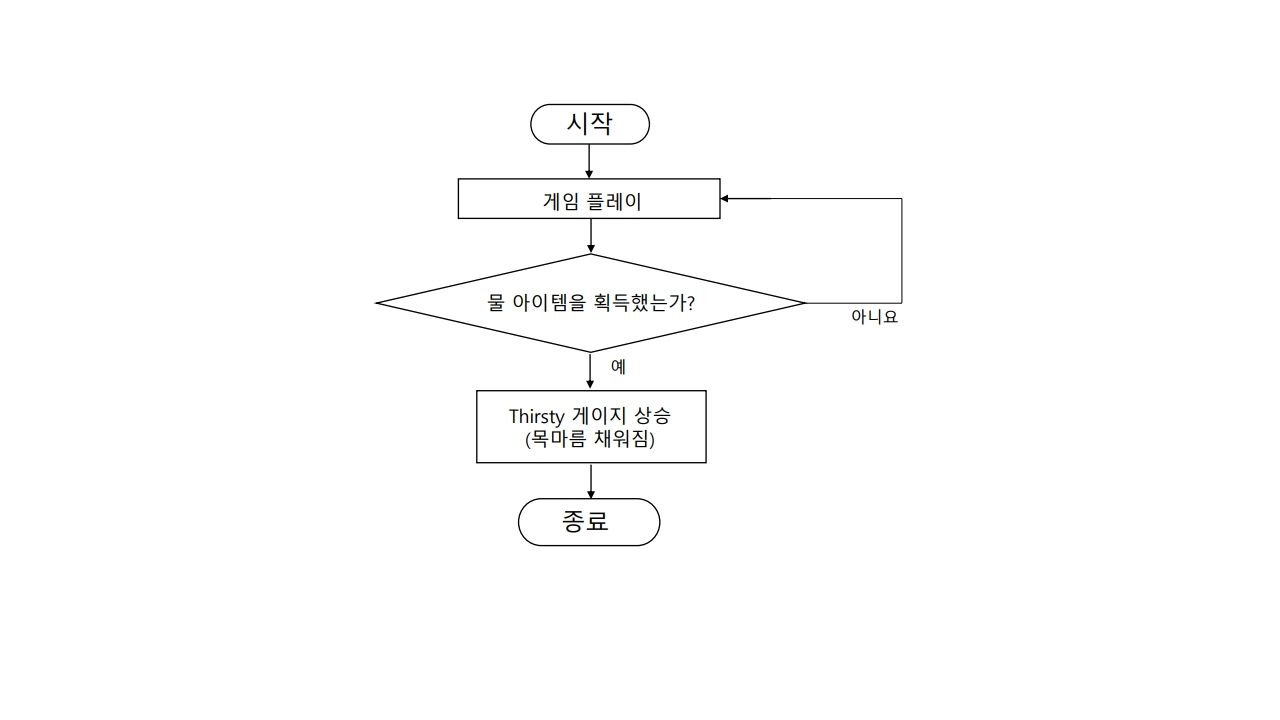 시작
게임 플레이
물 아이템을 획득했는가?
아니요
예
Thirsty 게이지 상승
(목마름 채워짐)
종료